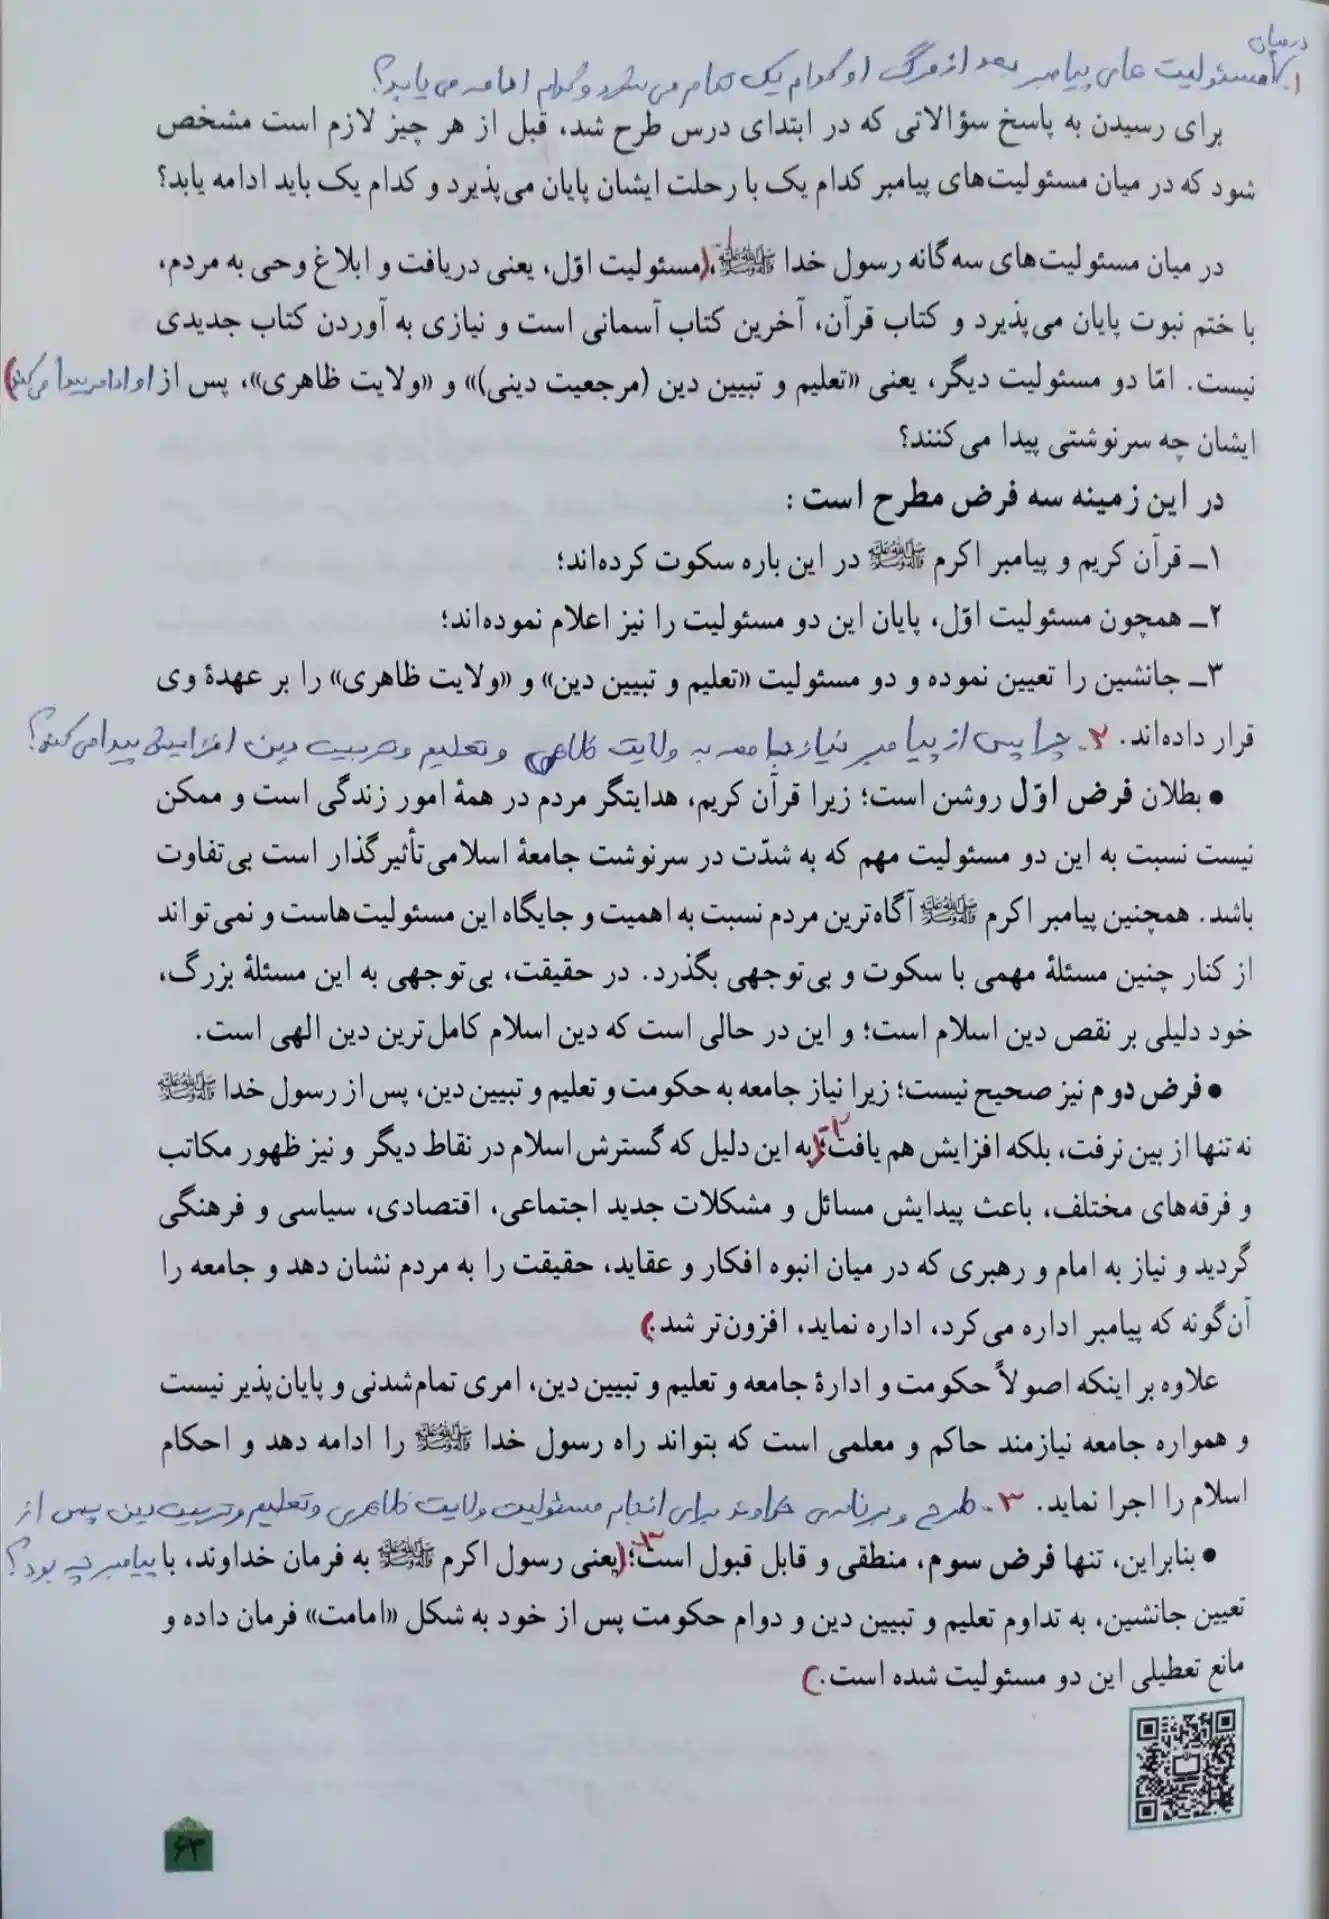 در میان
۱. مسئولیت های پیامبر بعد از مرگ او کدام یک تمام می شود و کدام ادامه می یابد؟
برای رسیدن به پاسخ سؤالاتی که در ابتدای درس طرح شد، قبل از هر چیز لازم است مشخص
شود که در میان مسئولیت‌های پیامبر کدام یک با رحلت ایشان پایان می‌پذیرد و کدام یک باید ادامه یابد؟
در میان مسئولیت‌های سه‌گانه رسول خدا ﷺ، (مسئولیت اوّل، یعنی دریافت و ابلاغ وحی به مردم،
با ختم نبوت پایان می‌پذیرد و کتاب قرآن، آخرین کتاب آسمانی است و نیازی به آوردن کتاب جدیدی
نیست. امّا دو مسئولیت دیگر، یعنی «تعلیم و تبیین دین (مرجعیت دینی)» و «ولایت ظاهری»، پس از او ادامه پیدا می کند)
ایشان چه سرنوشتی پیدا می‌کنند؟
در این زمینه سه فرض مطرح است :
۱ــ قرآن کریم و پیامبر اکرم ﷺ در این باره سکوت کرده‌اند؛
۲ــ همچون مسئولیت اوّل، پایان این دو مسئولیت را نیز اعلام نموده‌اند؛
۳ــ جانشین را تعیین نموده و دو مسئولیت «تعلیم و تبیین دین» و «ولایت ظاهری» را بر عهدهٔ وی
قرار داده‌اند. ۲. چرا پس از پیامبر نیاز جامعه به ولایت ظاهری و تعلیم و تربیت دین افزایش پیدا می کند؟
● بطلان فرض اوّل روشن است؛ زیرا قرآن کریم، هدایتگر مردم در همهٔ امور زندگی است و ممکن
نیست نسبت به این دو مسئولیت مهم که به شدّت در سرنوشت جامعهٔ اسلامی تأثیرگذار است بی‌تفاوت
باشد. همچنین پیامبر اکرم ﷺ آگاه‌ترین مردم نسبت به اهمیت و جایگاه این مسئولیت‌هاست و نمی‌تواند
از کنار چنین مسئلهٔ مهمی با سکوت و بی‌توجهی بگذرد. در حقیقت، بی‌توجهی به این مسئلهٔ بزرگ،
خود دلیلی بر نقص دین اسلام است؛ و این در حالی است که دین اسلام کامل‌ترین دین الهی است.
● فرض دوم نیز صحیح نیست؛ زیرا نیاز جامعه به حکومت و تعلیم و تبیین دین، پس از رسول خدا ﷺ
نه تنها از بین نرفت، بلکه افزایش هم یافت؛ ۲ (به این دلیل که گسترش اسلام در نقاط دیگر و نیز ظهور مکاتب
و فرقه‌های مختلف، باعث پیدایش مسائل و مشکلات جدید اجتماعی، اقتصادی، سیاسی و فرهنگی
گردید و نیاز به امام و رهبری که در میان انبوه افکار و عقاید، حقیقت را به مردم نشان دهد و جامعه را
آن‌گونه که پیامبر اداره می‌کرد، اداره نماید، افزون‌تر شد.)
علاوه بر اینکه اصولاً حکومت و ادارهٔ جامعه و تعلیم و تبیین دین، امری تمام‌شدنی و پایان‌پذیر نیست
و همواره جامعه نیازمند حاکم و معلمی است که بتواند راه رسول خدا ﷺ را ادامه دهد و احکام
اسلام را اجرا نماید. ۳. طرح و برنامه‌ی خداوند برای انجام مسئولیت ولایت ظاهری و تعلیم و تربیت دین پس از
● بنابراین، تنها فرض سوم، منطقی و قابل قبول است؛ ۳ (یعنی رسول اکرم ﷺ به فرمان خداوند، با پیامبر چه بود؟
تعیین جانشین، به تداوم تعلیم و تبیین دین و دوام حکومت پس از خود به شکل «امامت» فرمان داده و
مانع تعطیلی این دو مسئولیت شده است.)
۶۳